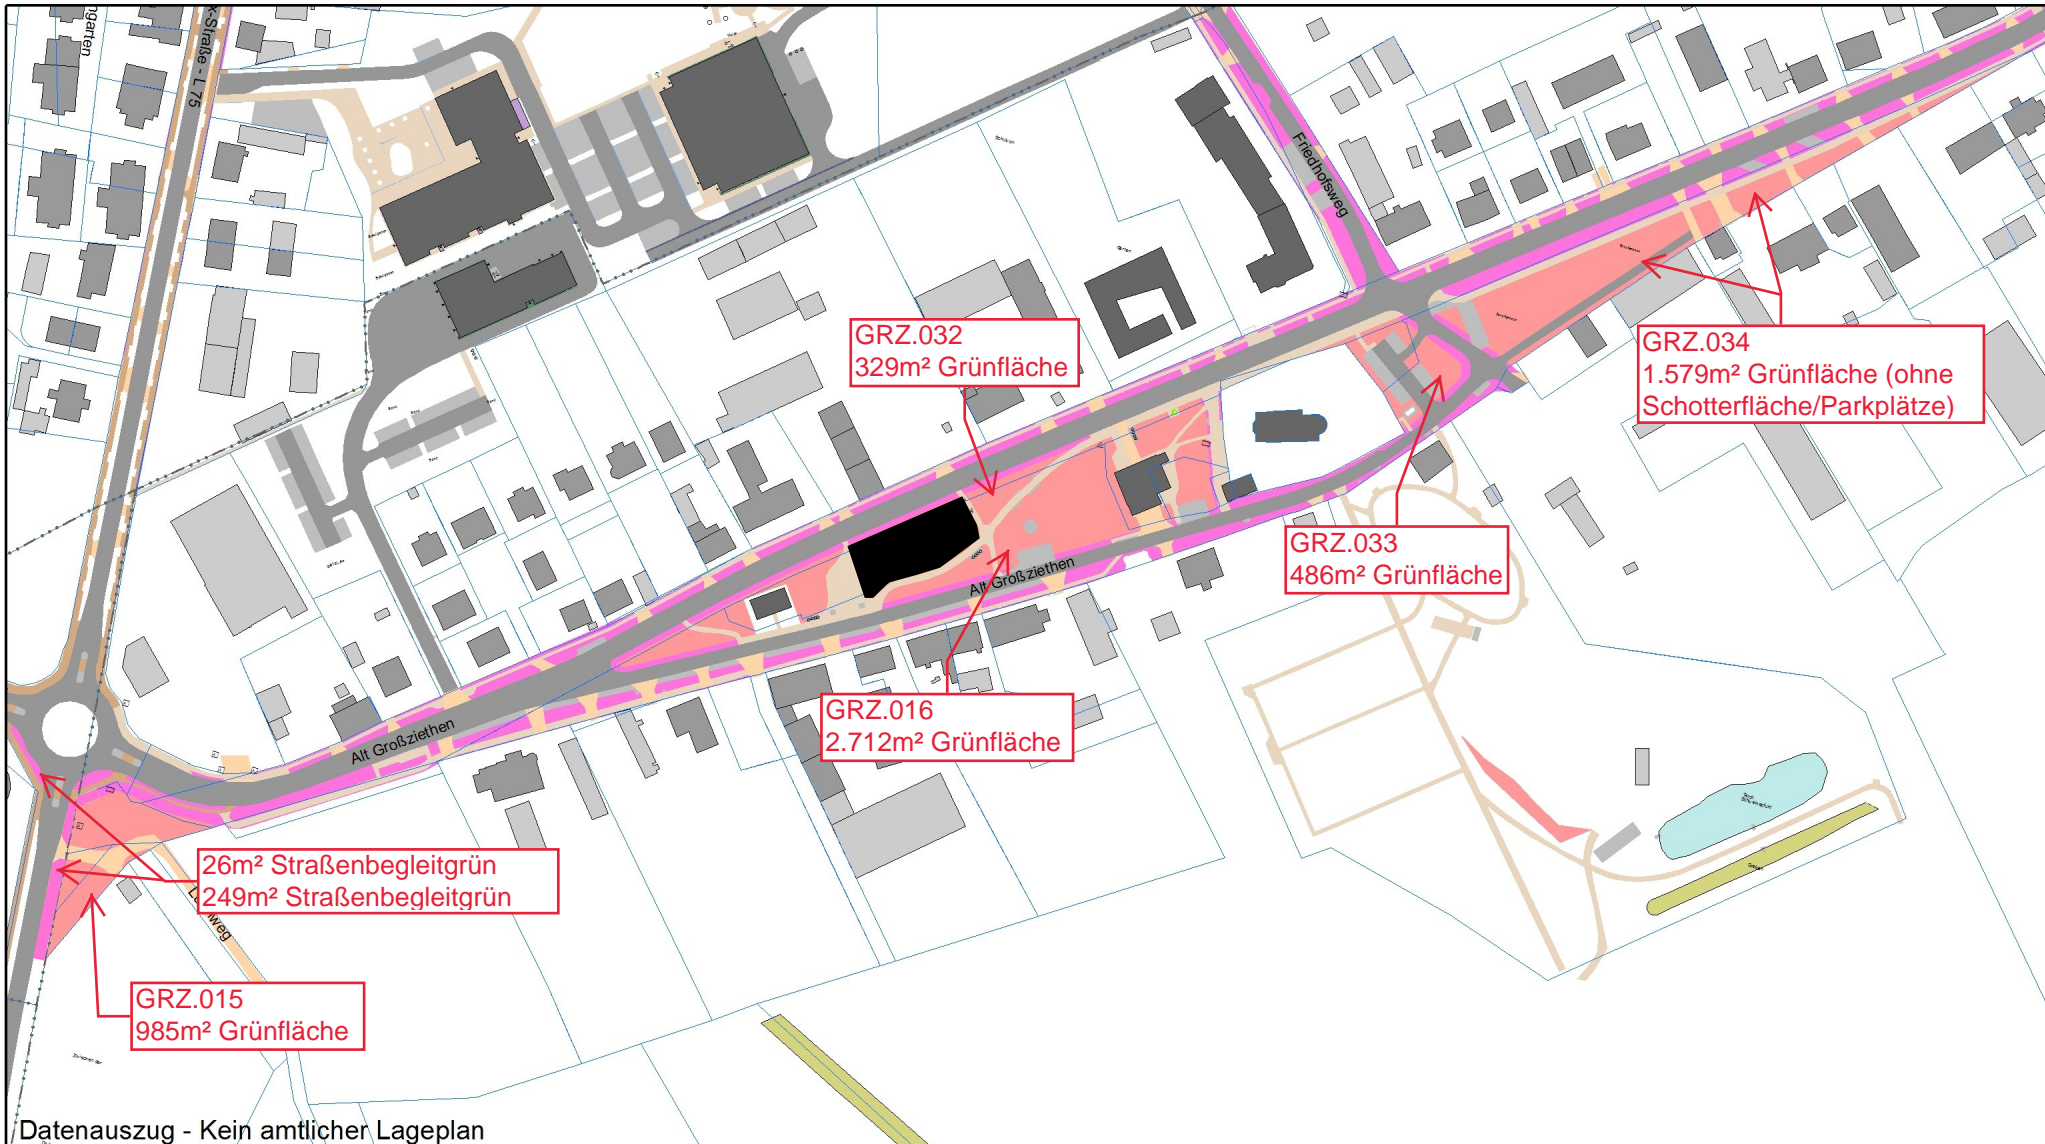 x-Straße - L 75
ngarten
Friedhofsweg
GRZ.032
329m² Grünfläche
GRZ.034
1.579m² Grünfläche (ohne
Schotterfläche/Parkplätze)
GRZ.033
486m² Grünfläche
Alt Großziethen
GRZ.016
2.712m² Grünfläche
Alt Großziethen
26m² Straßenbegleitgrün
249m² Straßenbegleitgrün
weg
GRZ.015
985m² Grünfläche
Datenauszug - Kein amtlicher Lageplan